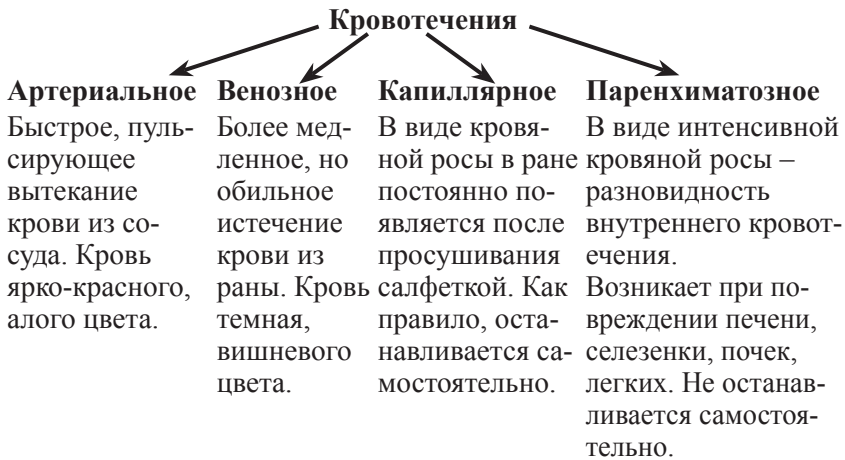 Кровотечения
Артериальное
Быстрое, пуль-
сирующее
вытекание
крови из со-
суда. Кровь
ярко-красного,
алого цвета.
Венозное
Более мед-
ленное, но
обильное
истечение
крови из
раны. Кровь
темная,
вишневого
цвета.
Капиллярное
В виде кровя-
ной росы в ране
постоянно по-
является после
просушивания
салфеткой. Как
правило, оста-
навливается са-
мостоятельно.
Паренхиматозное
В виде интенсивной
кровяной росы –
разновидность
внутреннего кровот-
ечения.
Возникает при по-
вреждении печени,
селезенки, почек,
легких. Не останав-
ливается самостоя-
тельно.